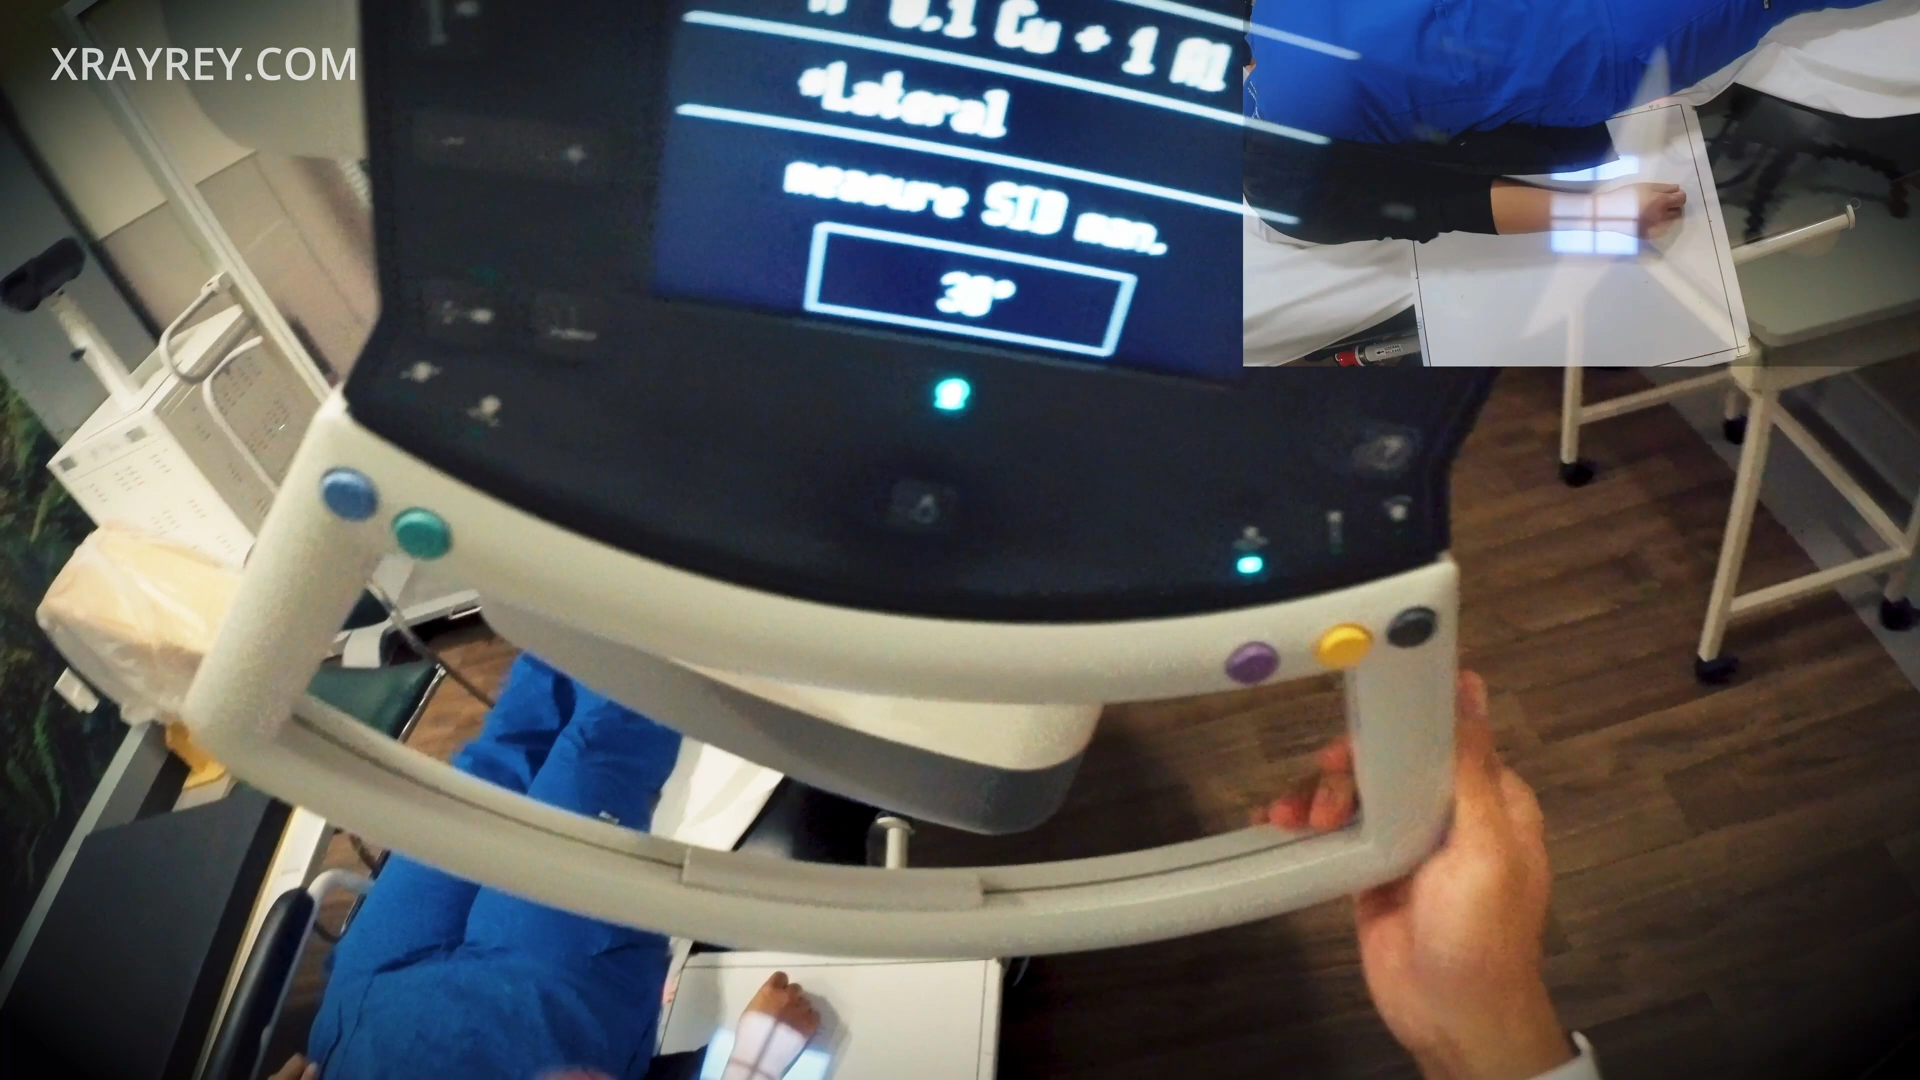 XRAYREY.COM
0.1 Cu + 1 Al
+Lateral
measure SID man.
30°